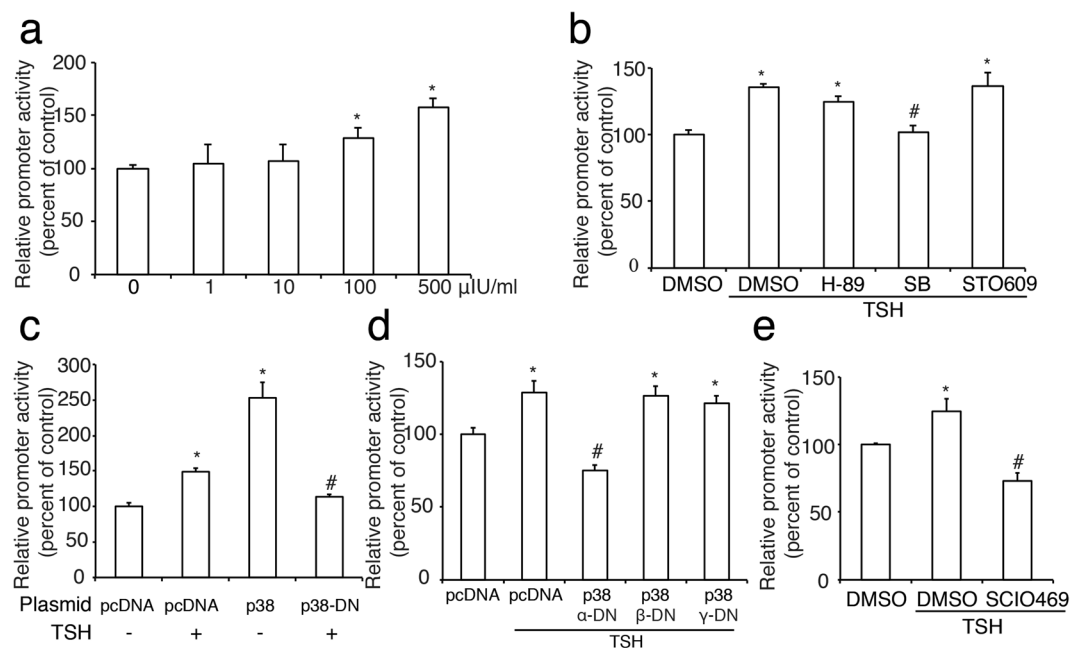 a
Relative promoter activity
(percent of control)
200
150
100
50
0
*
*
0 1 10 100 500 μIU/ml
b
Relative promoter activity
(percent of control)
150
100
50
0
*
*
#
*
DMSO DMSO H-89 SB STO609
TSH
c
Relative promoter activity
(percent of control)
300
250
200
150
100
50
0
*
*
#
Plasmid pcDNA pcDNA p38 p38-DN
TSH - + - +
d
Relative promoter activity
(percent of control)
150
100
50
0
*
#
*
*
pcDNA pcDNA p38 p38 p38
α-DN β-DN γ-DN
TSH
e
Relative promoter activity
(percent of control)
150
100
50
0
*
#
DMSO DMSO SCIO469
TSH